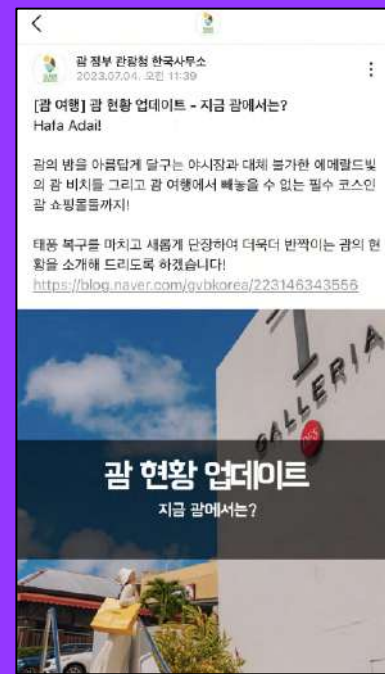 괌 정부 관광청 한국사무소
2023.07.04. 오전 11:39
[괌 여행] 괌 현황 업데이트 - 지금 괌에서는?
Hafa Adai!
괌의 밤을 아름답게 달구는 야시장과 대체 불가한 에메랄드빛
의 괌 비치들 그리고 괌 여행에서 빼놓을 수 없는 필수 코스인
괌 쇼핑몰들까지!
태풍 복구를 마치고 새롭게 단장하여 더욱더 반짝이는 괌의 현
황을 소개해 드리도록 하겠습니다!
https://blog.naver.com/gvbkorea/223146343556
T
GALLERIA
DFS
괌 현황 업데이트
지금 괌에서는?